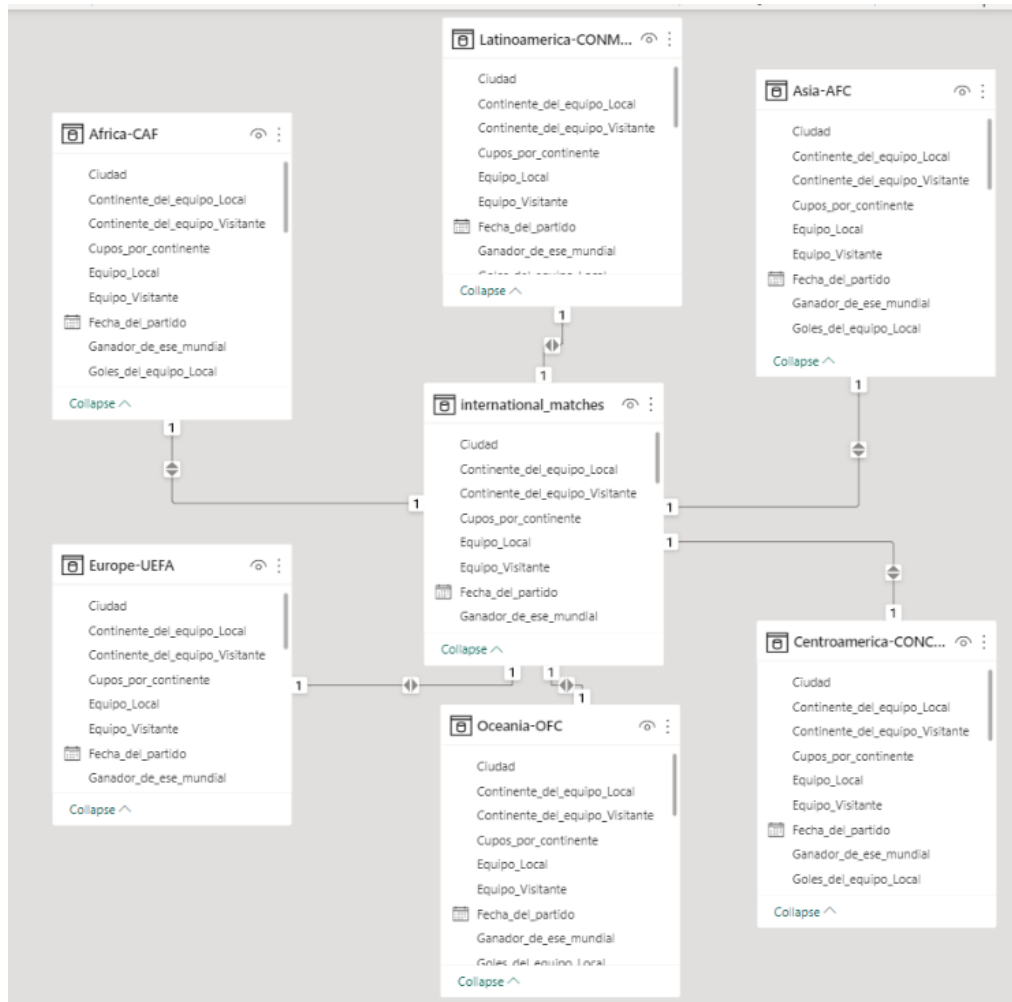 Latinoamerica-CONM...
Ciudad
Continente_del_equipo_Local
Continente_del_equipo_Visitante
Cupos_por_continente
Equipo_Local
Equipo_Visitante
Fecha_del_partido
Ganador_de_ese_mundial
Goles_del_equipo_Local
Collapse
1
1
Asia-AFC
Ciudad
Continente_del_equipo_Local
Continente_del_equipo_Visitante
Cupos_por_continente
Equipo_Local
Equipo_Visitante
Fecha_del_partido
Ganador_de_ese_mundial
Goles_del_equipo_Local
Collapse
1
1
Africa-CAF
Ciudad
Continente_del_equipo_Local
Continente_del_equipo_Visitante
Cupos_por_continente
Equipo_Local
Equipo_Visitante
Fecha_del_partido
Ganador_de_ese_mundial
Goles_del_equipo_Local
Collapse
1
1
international_matches
Ciudad
Continente_del_equipo_Local
Continente_del_equipo_Visitante
Cupos_por_continente
Equipo_Local
Equipo_Visitante
Fecha_del_partido
Ganador_de_ese_mundial
Collapse
1
1
Europe-UEFA
Ciudad
Continente_del_equipo_Local
Continente_del_equipo_Visitante
Cupos_por_continente
Equipo_Local
Equipo_Visitante
Fecha_del_partido
Ganador_de_ese_mundial
Collapse
1
1
Centroamerica-CONC...
Ciudad
Continente_del_equipo_Local
Continente_del_equipo_Visitante
Cupos_por_continente
Equipo_Local
Equipo_Visitante
Fecha_del_partido
Ganador_de_ese_mundial
Goles_del_equipo_Local
Collapse
1
1
Oceania-OFC
Ciudad
Continente_del_equipo_Local
Continente_del_equipo_Visitante
Cupos_por_continente
Equipo_Local
Equipo_Visitante
Fecha_del_partido
Ganador_de_ese_mundial
Goles_del_equipo_Local
Collapse